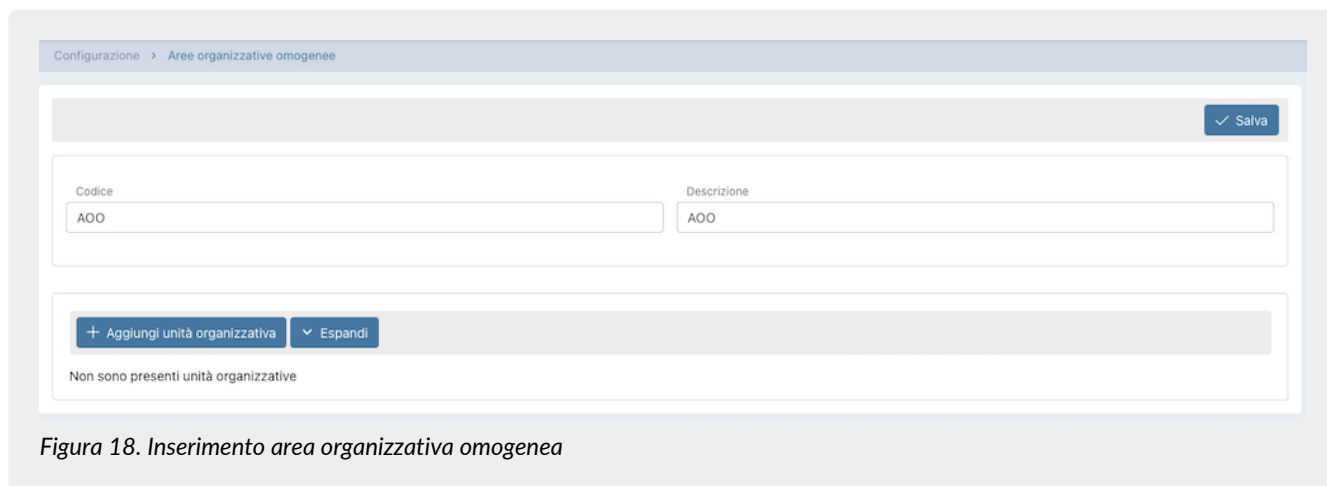 Configurazione > Aree organizzative omogenee
Salva
Codice Descrizione
AOO AOO
+ Aggiungi unità organizzativa Espandi
Non sono presenti unità organizzative
Figura 18. Inserimento area organizzativa omogenea